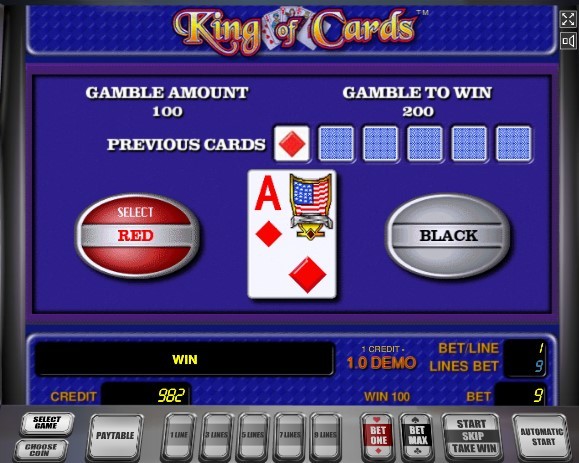 King of Cards™
GAMBLE AMOUNT
100
GAMBLE TO WIN
200
PREVIOUS CARDS
A
SELECT
RED
BLACK
WIN
1 CREDIT -
1.0 DEMO
BET/LINE 1
LINES BET 9
CREDIT 982
WIN 100
BET 9
SELECT
GAME
CHOOSE
COIN
PAYTABLE
1 LINE
3 LINES
5 LINES
7 LINES
9 LINES
BET
ONE
BET
MAX
START
SKIP
TAKE WIN
AUTOMATIC
START